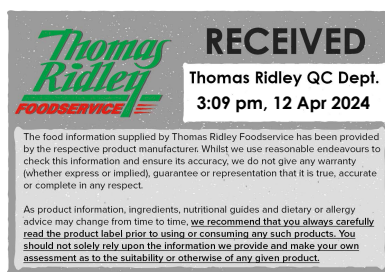 Thomas
Ridley
FOODSERVICE
RECEIVED
Thomas Ridley QC Dept.
3:09 pm, 12 Apr 2024
The food information supplied by Thomas Ridley Foodservice has been provided
by the respective product manufacturer. Whilst we use reasonable endeavours to
check this information and ensure its accuracy, we do not give any warranty
(whether express or implied), guarantee or representation that it is true, accurate
or complete in any respect.
As product information, ingredients, nutritional guides and dietary or allergy
advice may change from time to time, we recommend that you always carefully
read the product label prior to using or consuming any such products. You
should not solely rely upon the information we provide and make your own
assessment as to the suitability or otherwise of any given product.